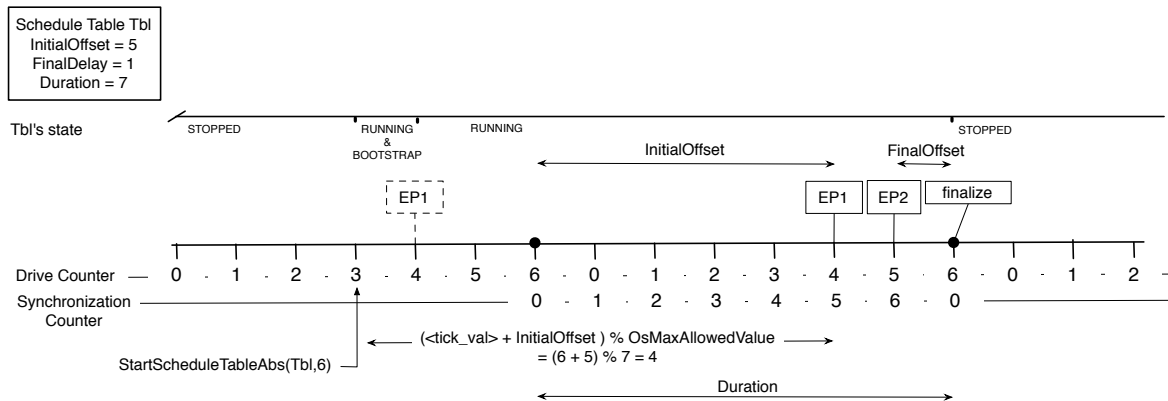 Schedule Table Tbl
InitialOffset = 5
FinalDelay = 1
Duration = 7
Tbl's state
STOPPED
RUNNING
&
BOOTSTRAP
RUNNING
STOPPED
InitialOffset
FinalOffset
EP1
EP1
EP2
finalize
Drive Counter 0 - 1 - 2 - 3 - 4 - 5 - 6 - 0 - 1 - 2 - 3 - 4 - 5 - 6 - 0 - 1 - 2
Synchronization
Counter
0 - 1 - 2 - 3 - 4 - 5 - 6 - 0
StartScheduleTableAbs(Tbl,6)
(<tick_val> + InitialOffset ) % OsMaxAllowedValue
= (6 + 5) % 7 = 4
Duration